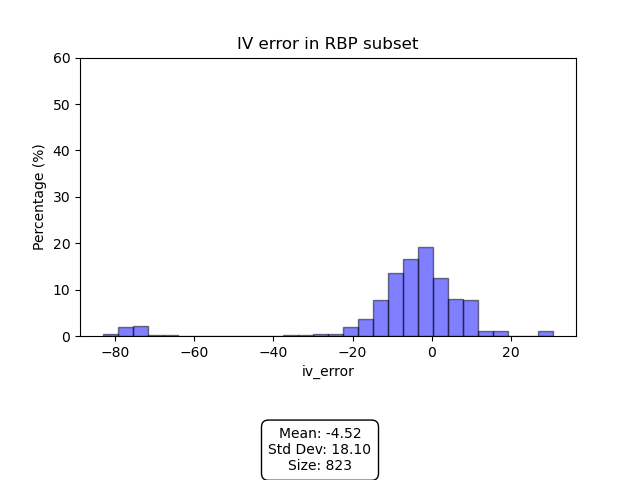 IV error in RBP subset
60
50
40
30
20
10
0
Percentage (%)
−80
−60
−40
−20
0
20
iv_error
Mean: -4.52
Std Dev: 18.10
Size: 823